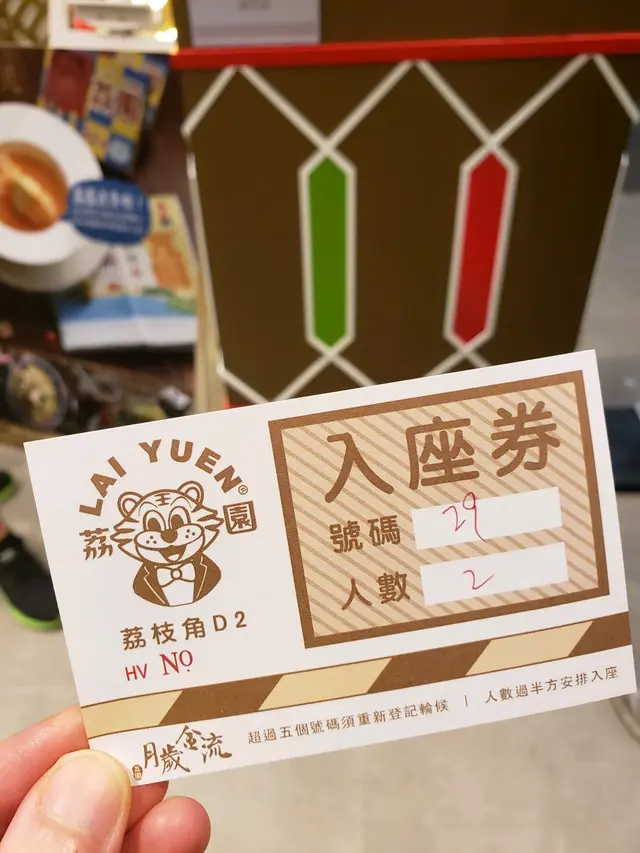 LAI YUEN®
荔園
王
荔枝角D2
HV NO
入座券
號碼 29
人數 2
流金歲月
超過五個號碼須重新登記輪候 | 人數過半方安排入座